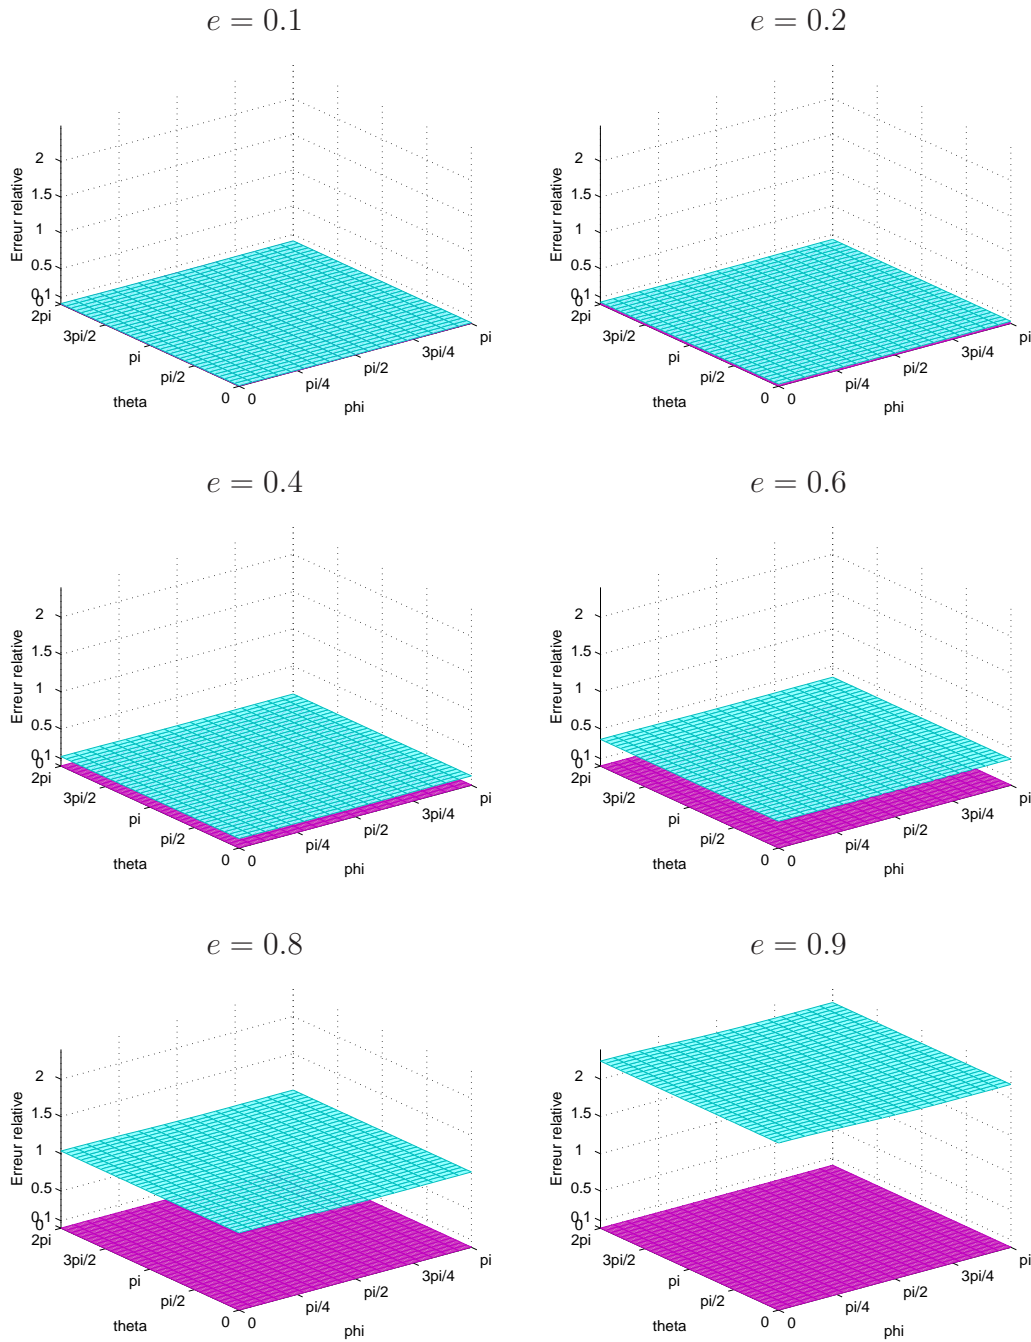 e = 0.1
2
1.5
1
0.5
0.1
0
2pi
3pi/2
pi
pi/2
0
0
pi/4
pi/2
3pi/4
pi
Erreur relative
theta
phi
e = 0.2
2
1.5
1
0.5
0.1
0
2pi
3pi/2
pi
pi/2
0
0
pi/4
pi/2
3pi/4
pi
Erreur relative
theta
phi
e = 0.4
2
1.5
1
0.5
0.1
0
2pi
3pi/2
pi
pi/2
0
0
pi/4
pi/2
3pi/4
pi
Erreur relative
theta
phi
e = 0.6
2
1.5
1
0.5
0.1
0
2pi
3pi/2
pi
pi/2
0
0
pi/4
pi/2
3pi/4
pi
Erreur relative
theta
phi
e = 0.8
2
1.5
1
0.5
0.1
0
2pi
3pi/2
pi
pi/2
0
0
pi/4
pi/2
3pi/4
pi
Erreur relative
theta
phi
e = 0.9
2
1.5
1
0.5
0.1
0
2pi
3pi/2
pi
pi/2
0
0
pi/4
pi/2
3pi/4
pi
Erreur relative
theta
phi